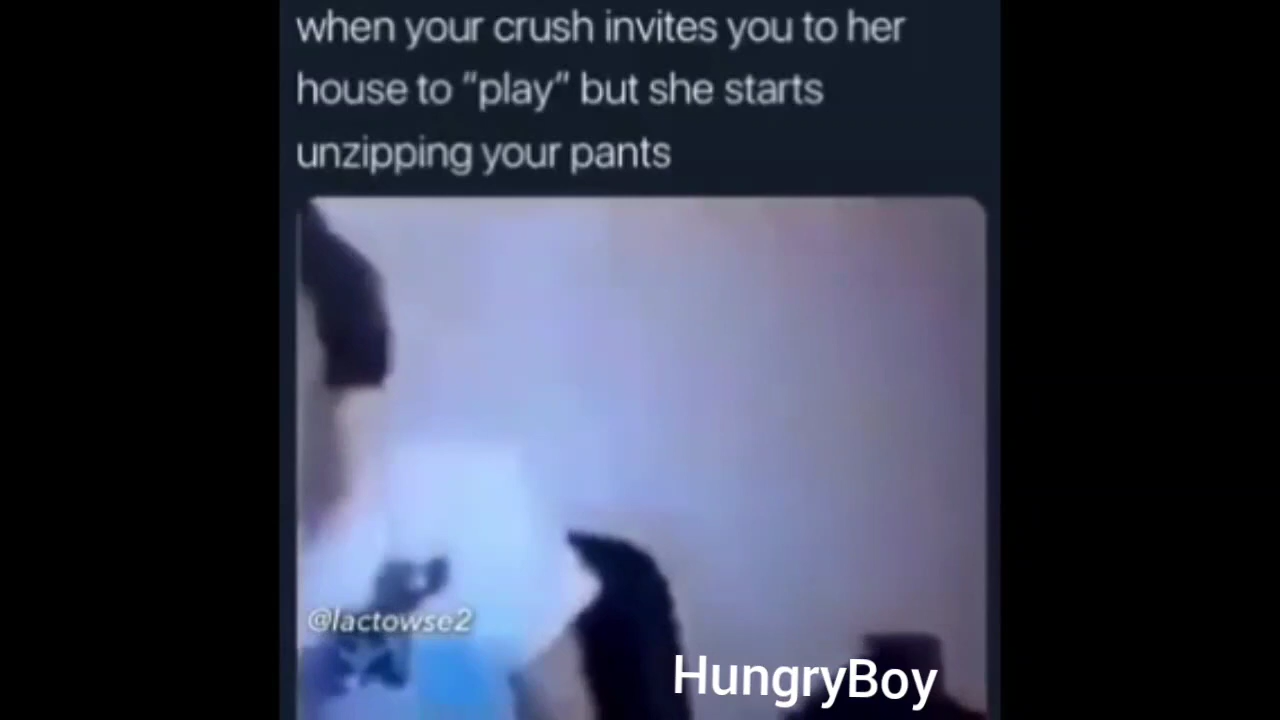 when your crush invites you to her
house to “play” but she starts
unzipping your pants
@lactowse2
HungryBoy